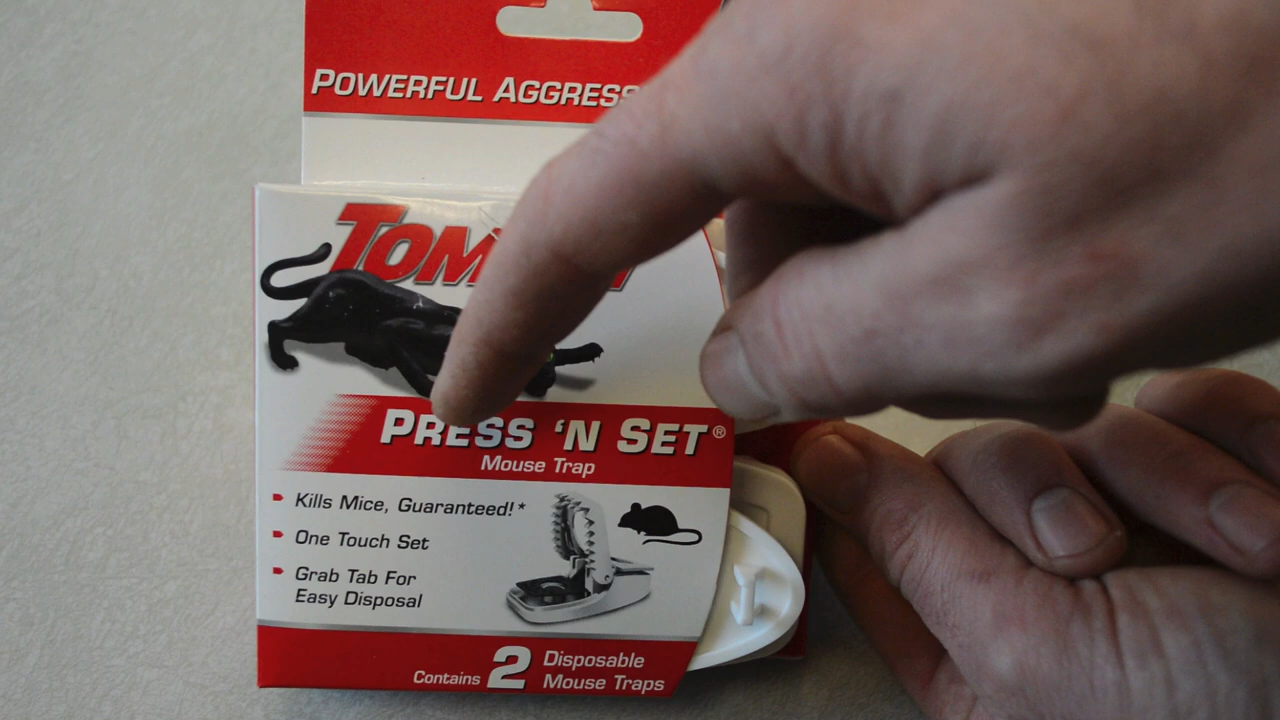 POWERFUL AGGRESS
TOM
PRESS 'N SET®
Mouse Trap
Kills Mice, Guaranteed!*
One Touch Set
Grab Tab For
Easy Disposal
Contains 2 Disposable
Mouse Traps